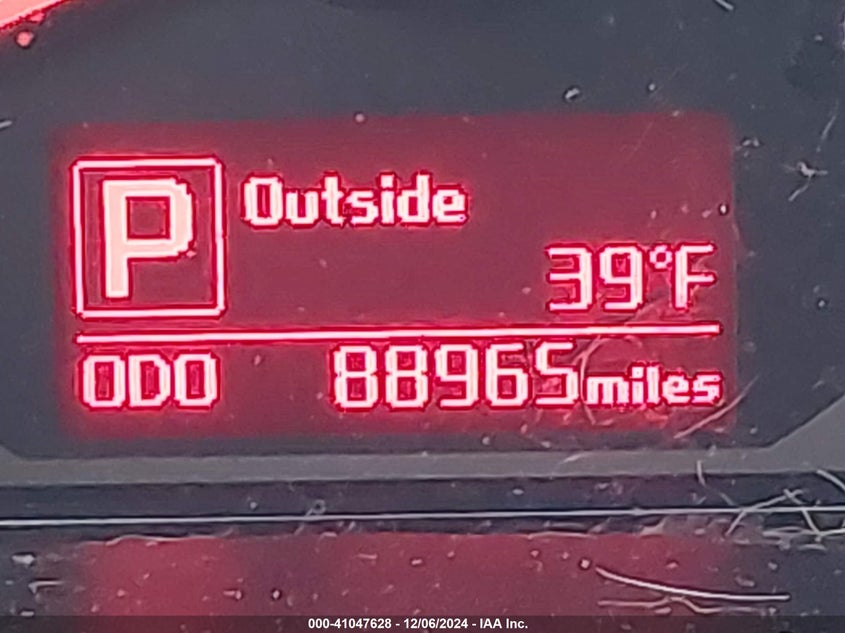 P
Outside
39°F
ODO 88965 miles
000-41047628 - 12/06/2024 - IAA Inc.